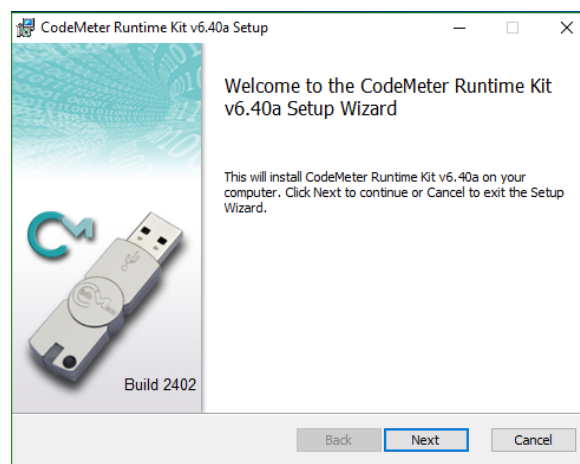 CodeMeter Runtime Kit v6.40a Setup
Welcome to the CodeMeter Runtime Kit
v6.40a Setup Wizard
This will install CodeMeter Runtime Kit v6.40a on your
computer. Click Next to continue or Cancel to exit the Setup
Wizard.
Build 2402
Back
Next
Cancel